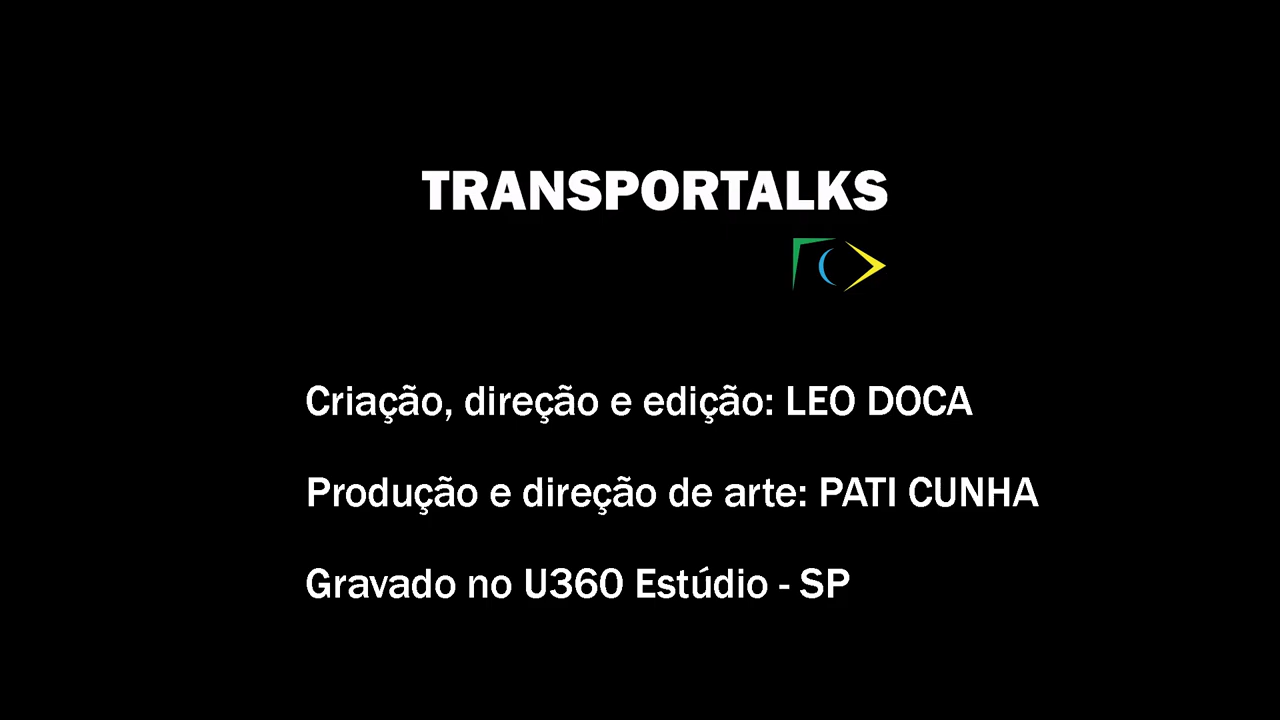 TRANSPORTALKS
Criação, direção e edição: LEO DOCA
Produção e direção de arte: PATI CUNHA
Gravado no U360 Estúdio - SP